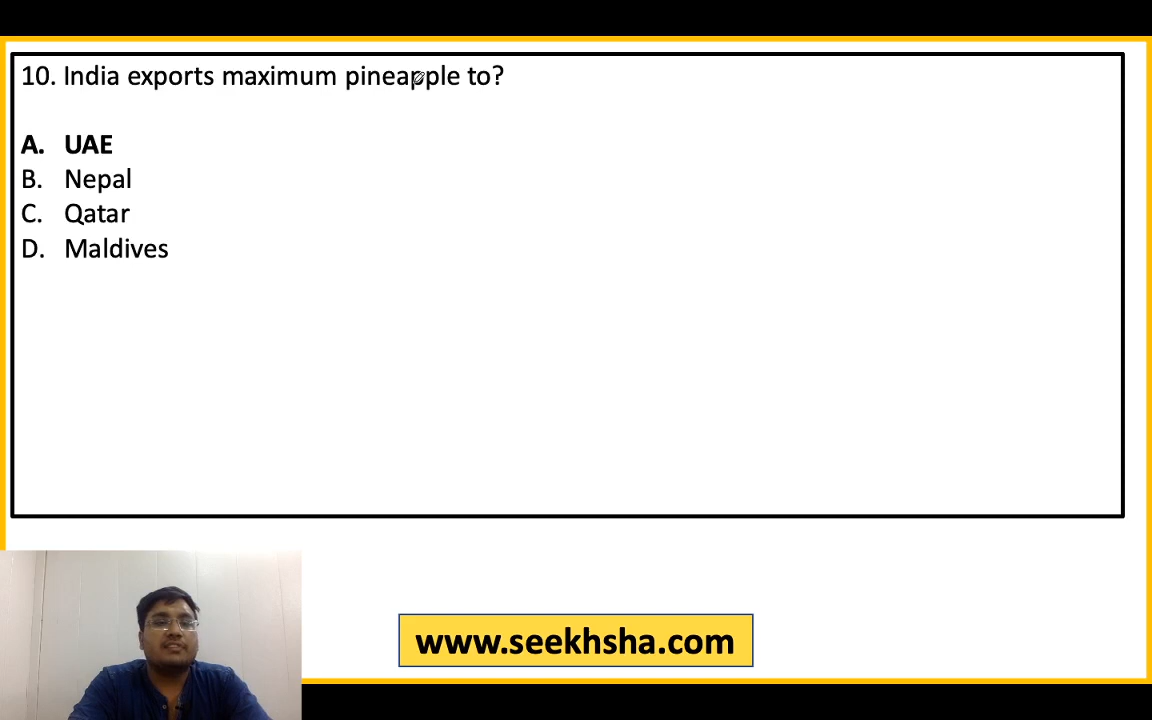 10. India exports maximum pineapple to?
A. UAE
B. Nepal
C. Qatar
D. Maldives
www.seekhsha.com